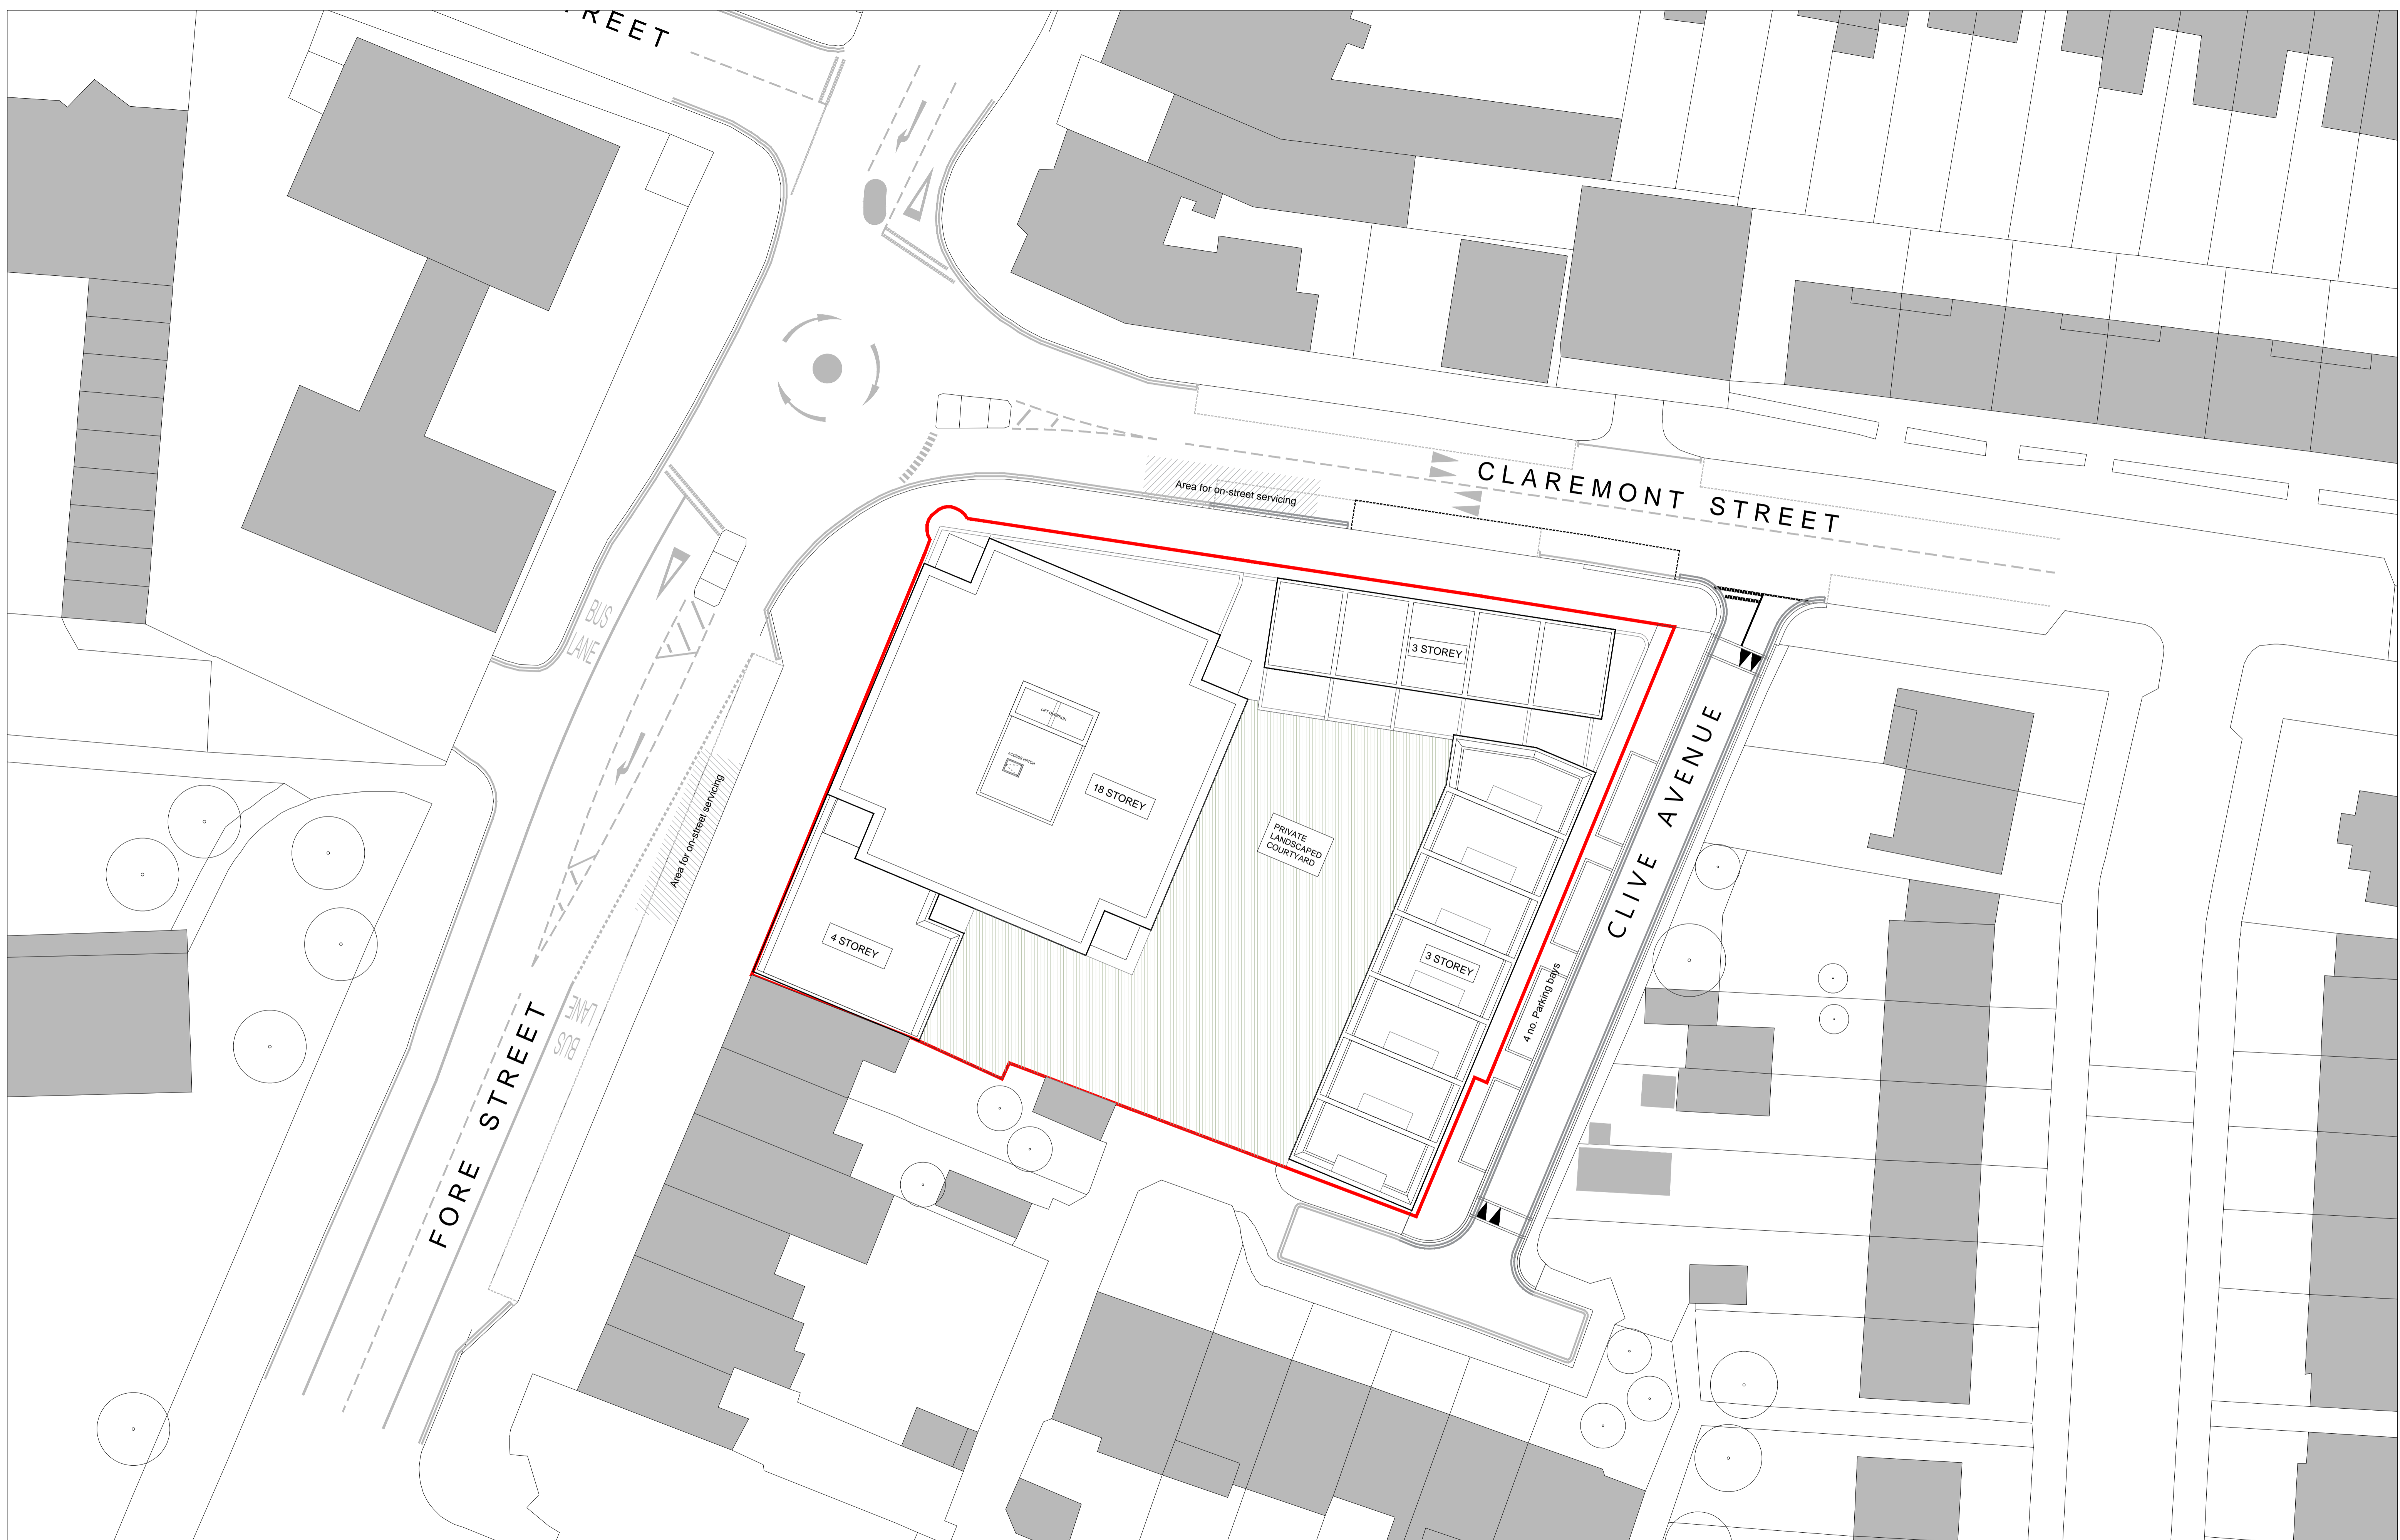 TREET
BUS
LANE
Area for on-street servicing
CLAREMONT STREET
3 STOREY
LIFT OVERRUN
ACCESS HATCH
18 STOREY
Area for on-street servicing
PRIVATE
LANDSCAPED
COURTYARD
CLIVE AVENUE
4 STOREY
3 STOREY
4 no. Parking bays
FORE STREET
BUS
LANE